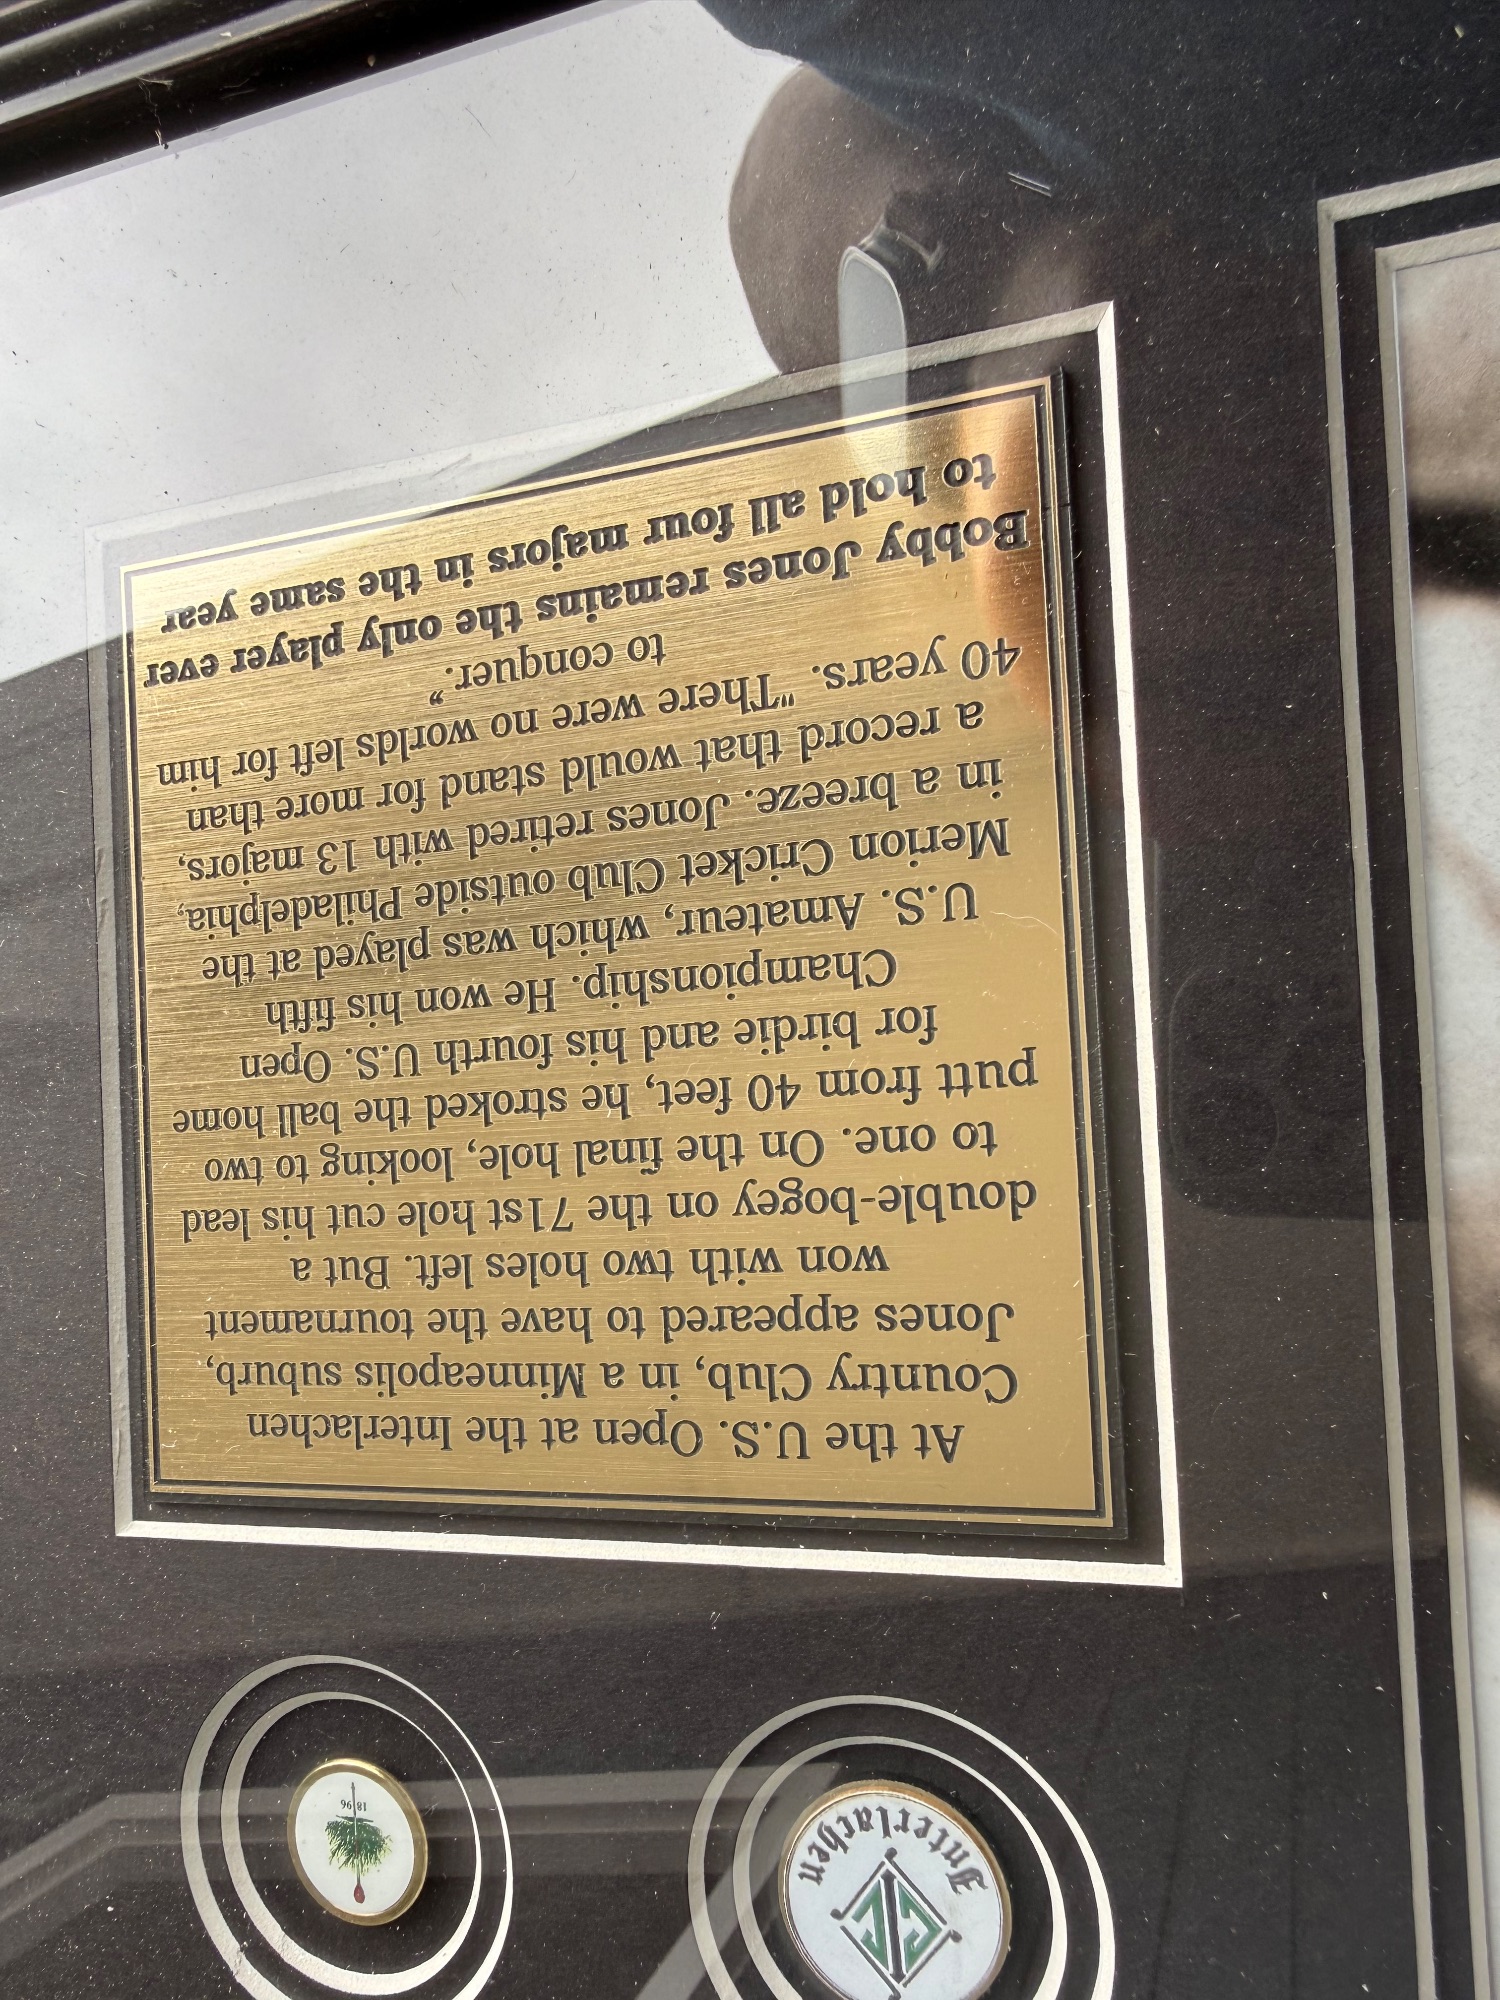 Interlachen
ICC
18 96
At the U.S. Open at the Interlachen
Country Club, in a Minneapolis suburb,
Jones appeared to have the tournament
won with two holes left. But a
double-bogey on the 71st hole cut his lead
to one. On the final hole, looking to two
putt from 40 feet, he stroked the ball home
for birdie and his fourth U.S. Open
Championship. He won his fifth
U.S. Amateur, which was played at the
Merion Cricket Club outside Philadelphia,
in a breeze. Jones retired with 13 majors,
a record that would stand for more than
40 years. "There were no worlds left for him
to conquer.”
Bobby Jones remains the only player ever
to hold all four majors in the same year